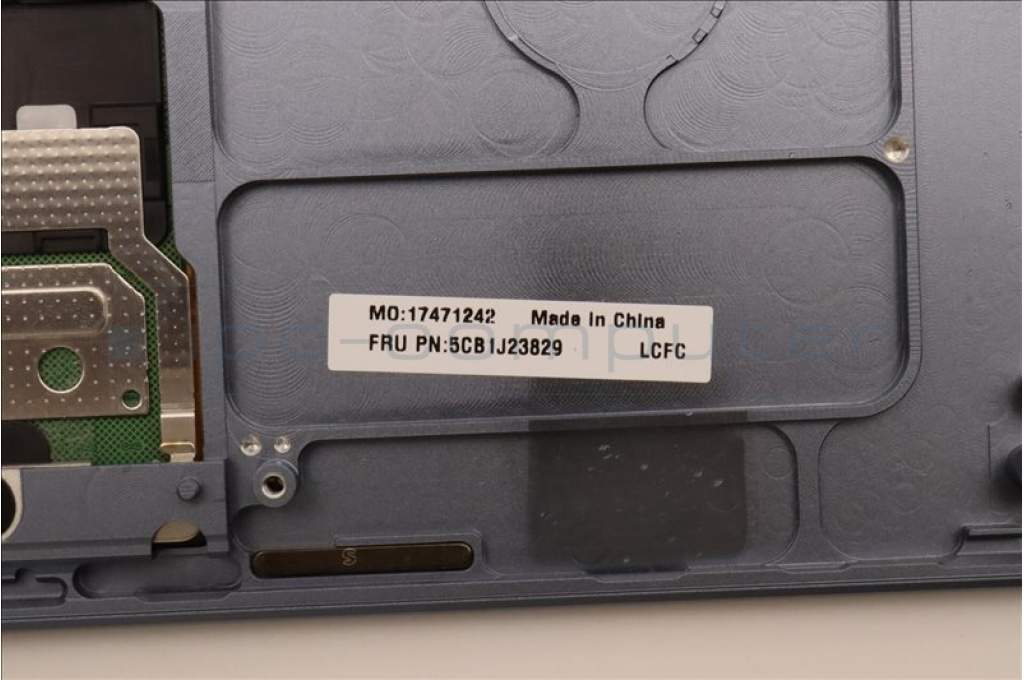 MO:17471242 Made In China
FRU PN:5CB1J23829 LCFC
S